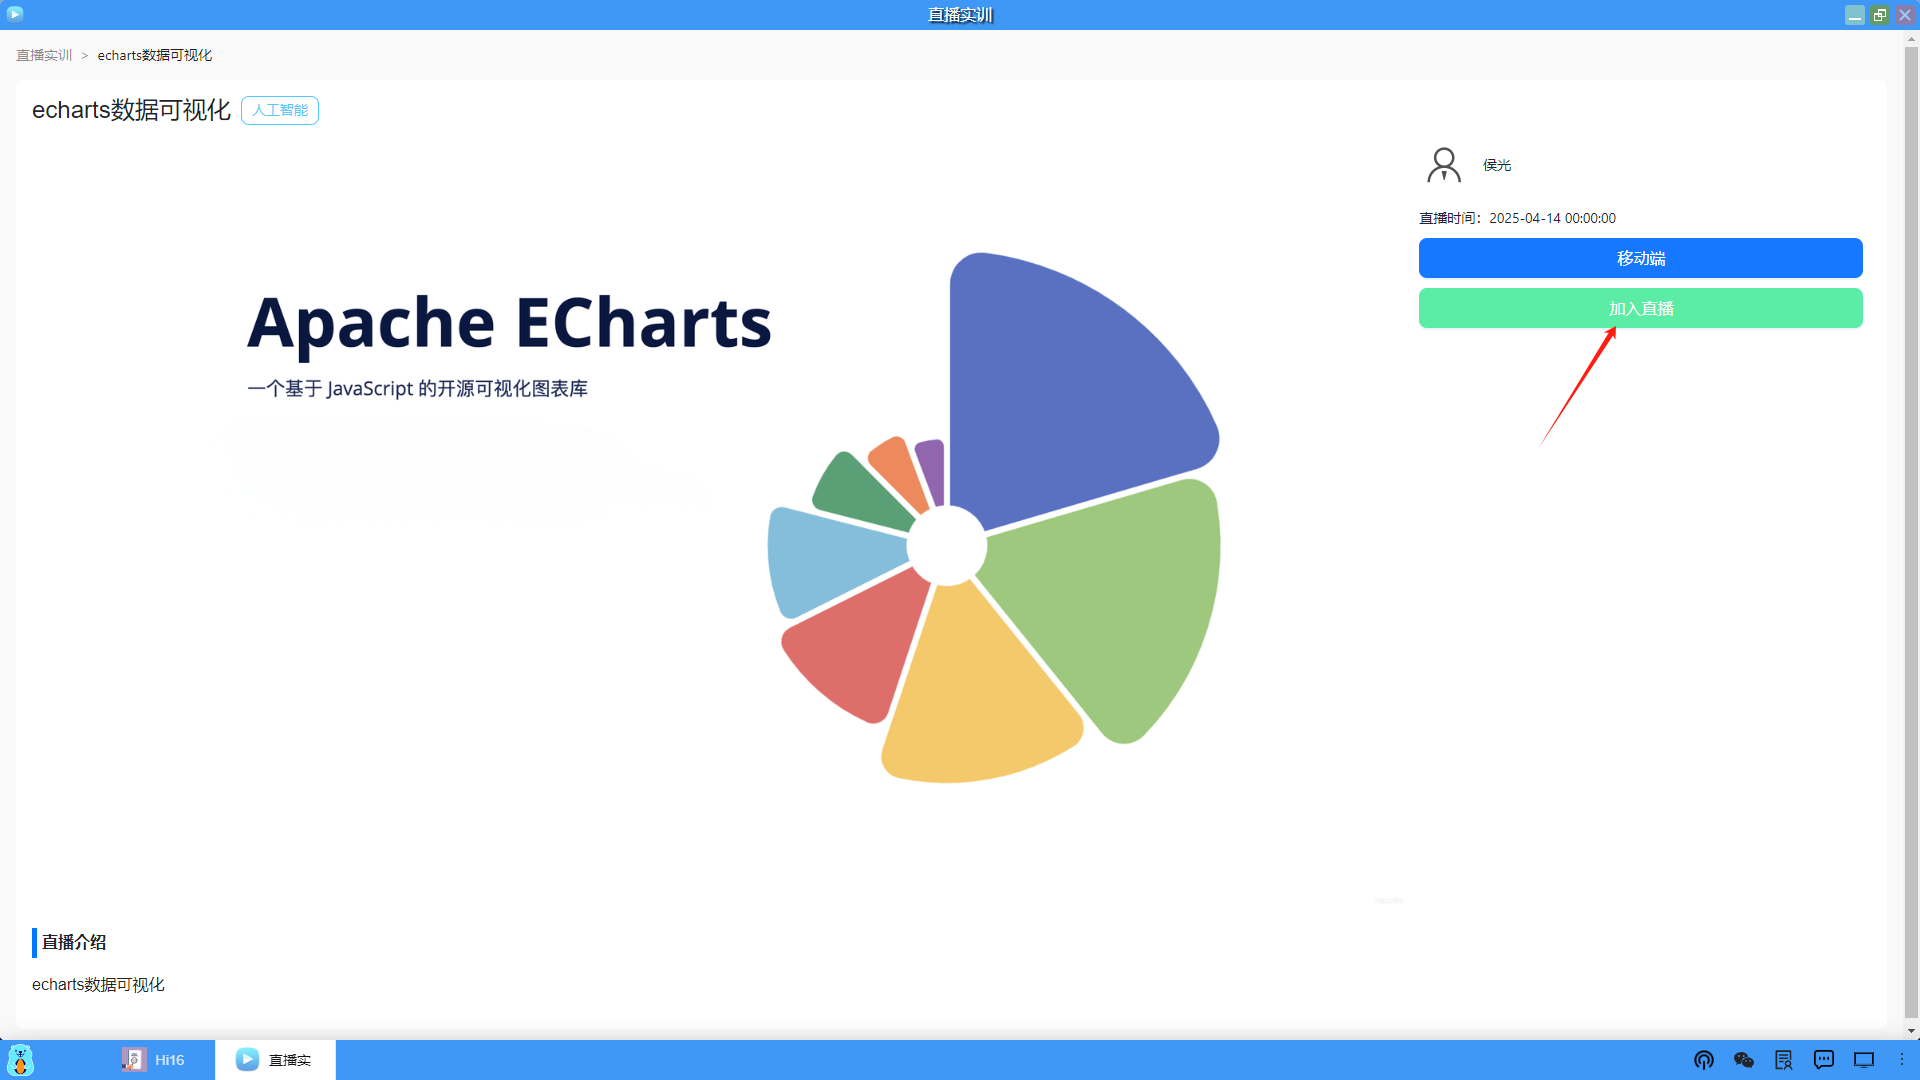 直播实训
直播实训 > echarts数据可视化
echarts数据可视化 人工智能
侯光
直播时间：2025-04-14 00:00:00
移动端
加入直播
Apache ECharts
一个基于 JavaScript 的开源可视化图表库
直播介绍
echarts数据可视化
Hi16
直播实